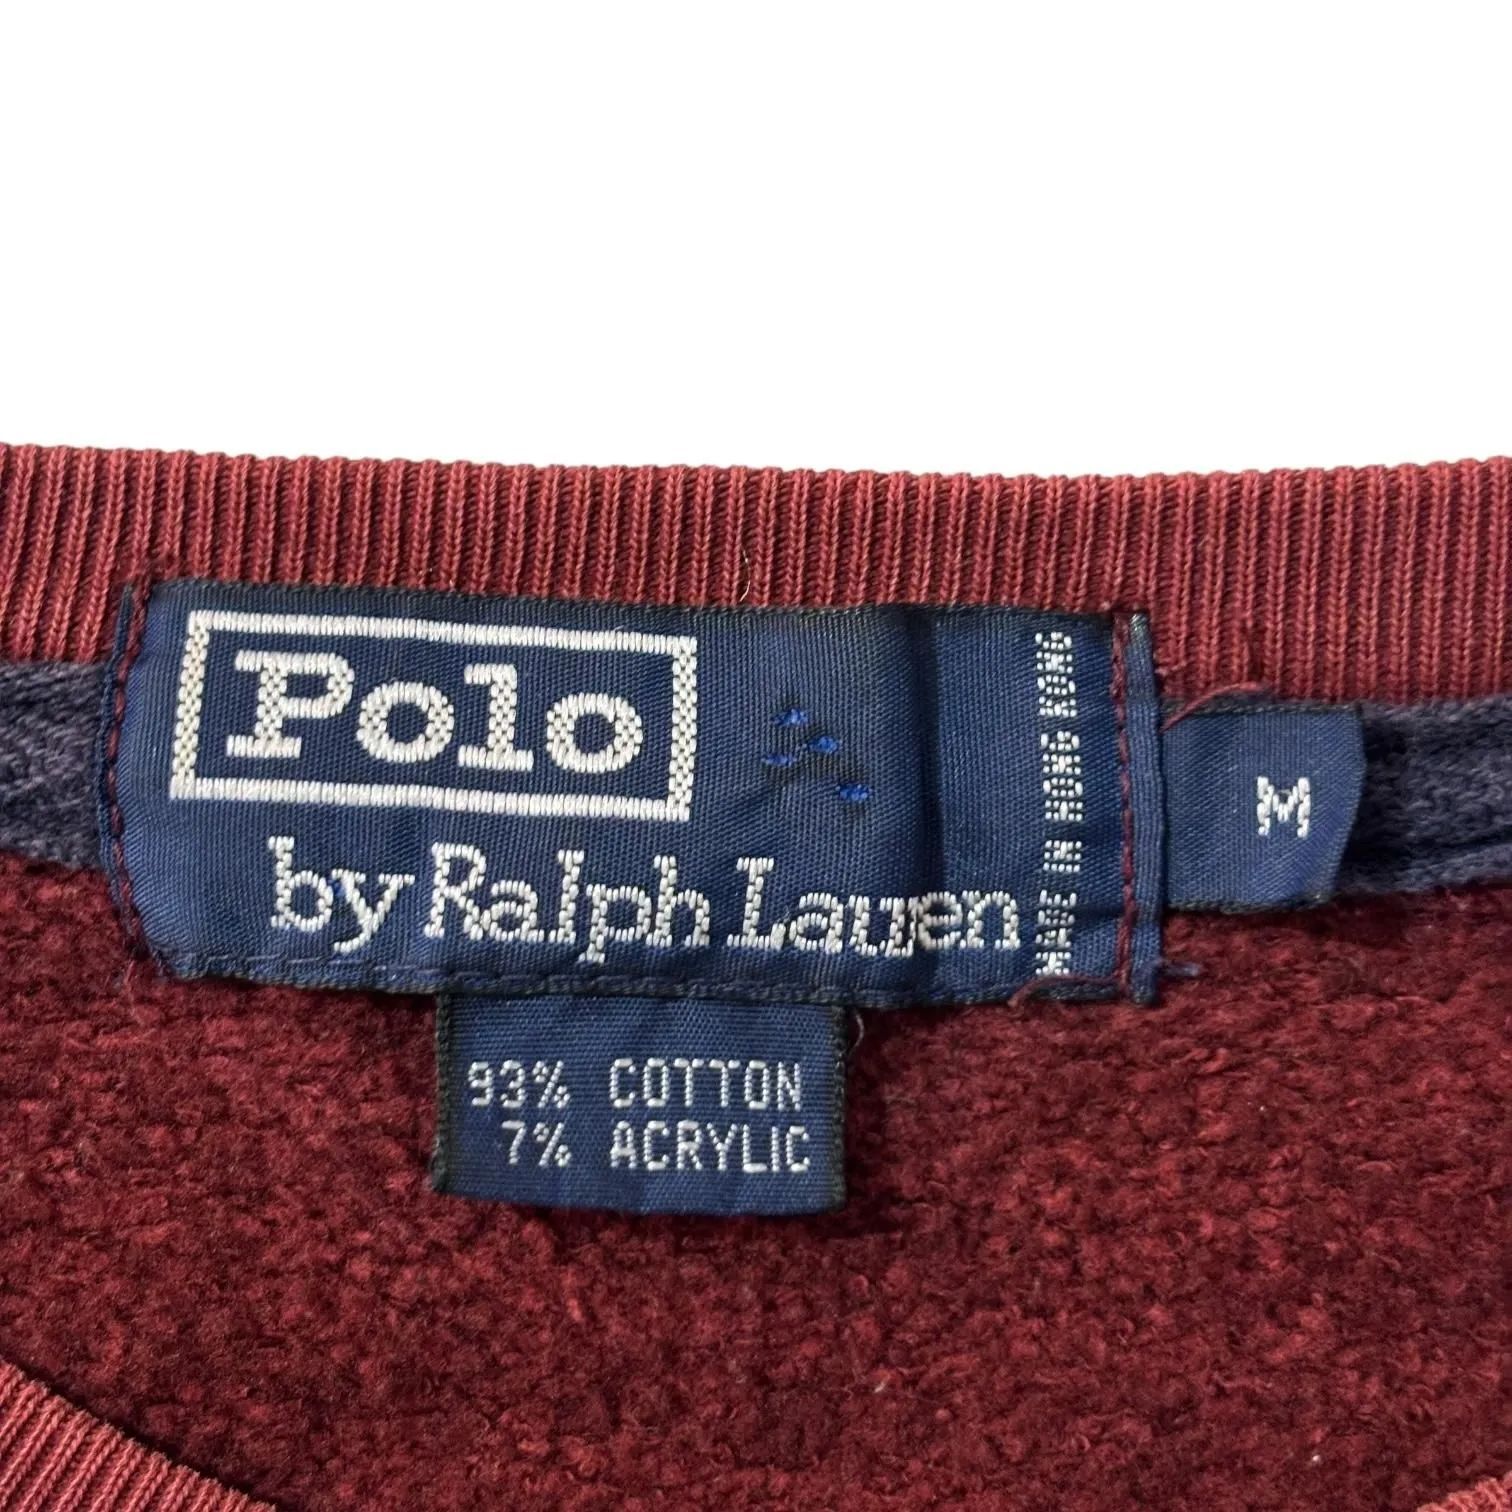 Polo
by Ralph Lauren
MADE IN HONG KONG
M
93% COTTON
7% ACRYLIC